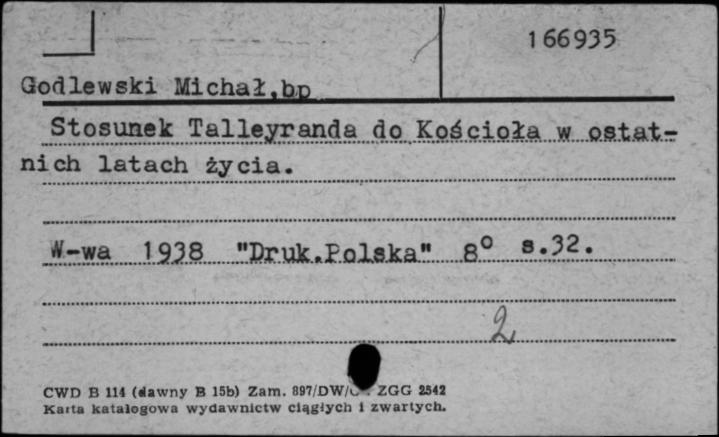 166935
Godlewski Michał,bp
Stosunek Talleyranda do Kościoła w ostat-
nich latach życia.
W-wa 1938 "Druk.Polska" 8° s.32.
2
CWD B 114 (dawny B 15b) Zam. 897/DW/ ZGG 2542
Karta katalogowa wydawnictw ciągłych i zwartych.